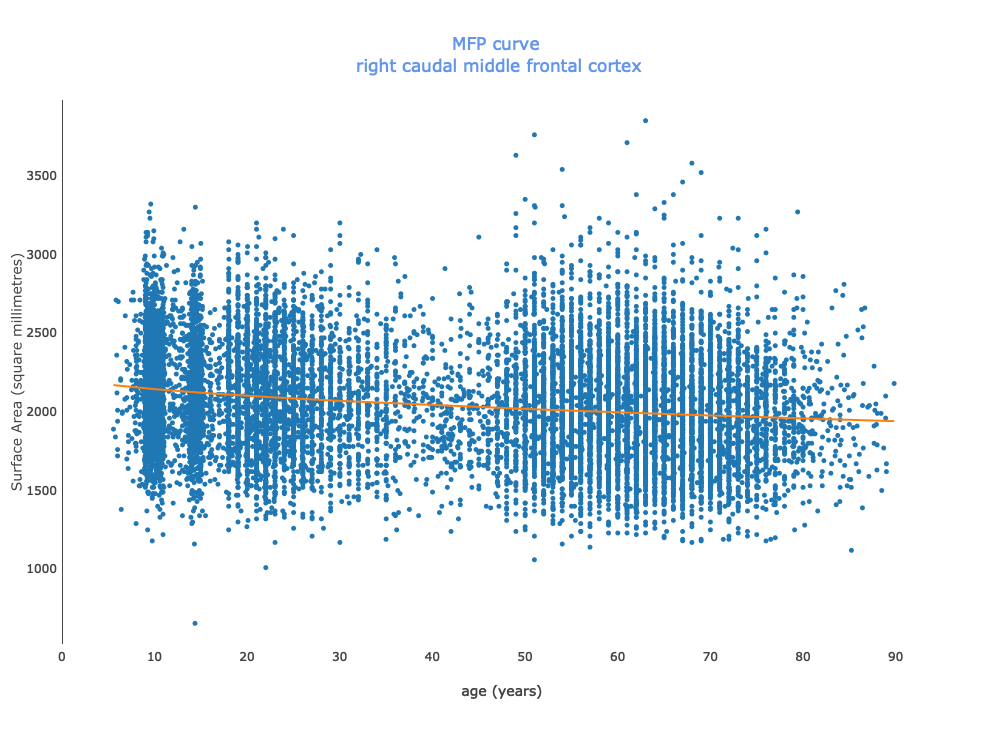 MFP curve
right caudal middle frontal cortex
Surface Area (square millimetres)
3500
3000
2500
2000
1500
1000
0 10 20 30 40 50 60 70 80 90
age (years)